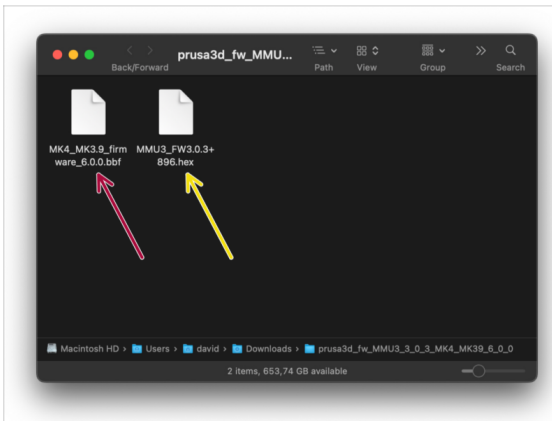 prusa3d_fw_MMU...
Back/Forward
Path
View
Group
Search
MK4_MK3.9_firm
ware_6.0.0.bbf
MMU3_FW3.0.3+
896.hex
Macintosh HD › Users › david › Downloads › prusa3d_fw_MMU3_3_0_3_MK4_MK39_6_0_0
2 items, 653,74 GB available